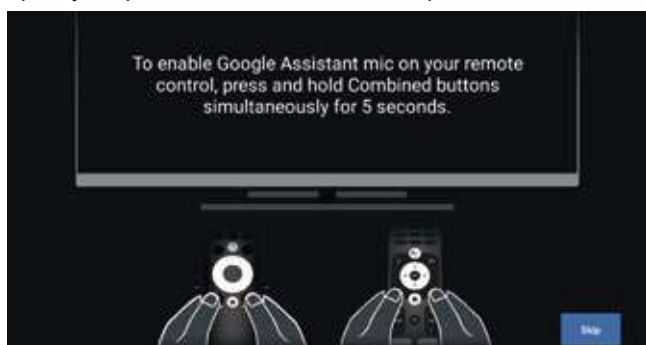 To enable Google Assistant mic on your remote
control, press and hold Combined buttons
simultaneously for 5 seconds.
Skip